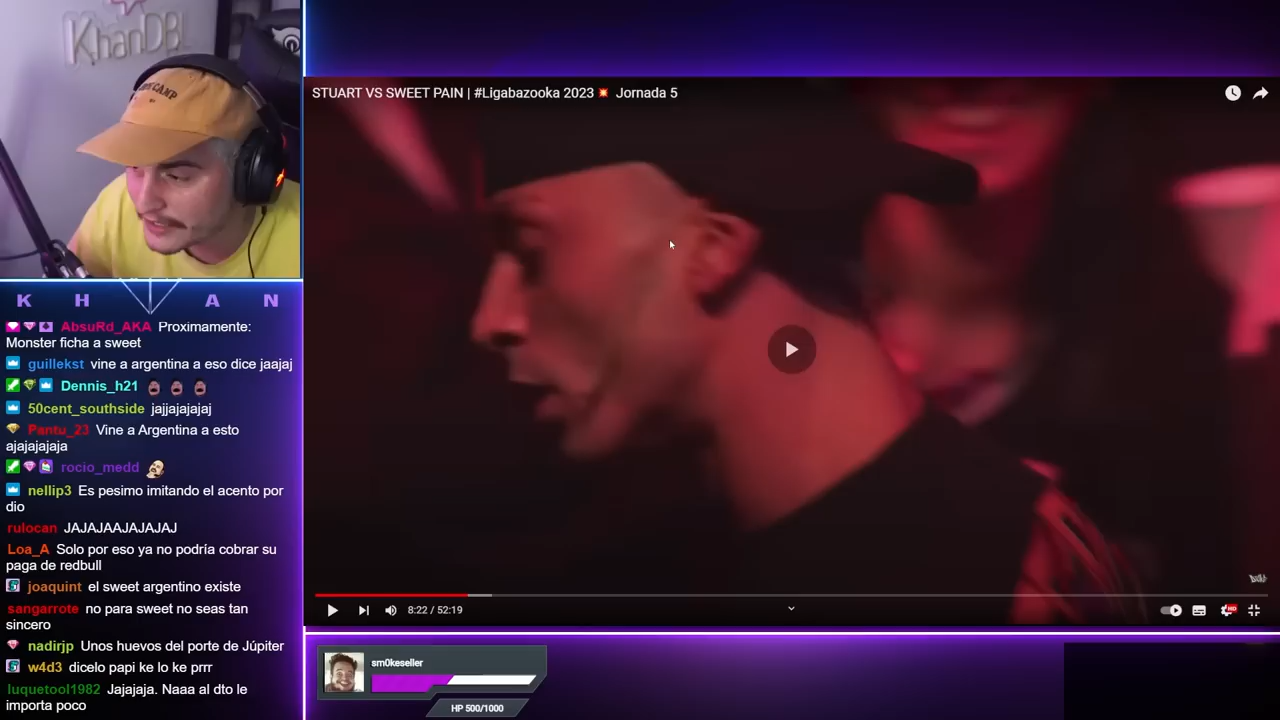 KhanDBL
K H A N
AbsuRd_AKA Proximamente:
Monster ficha a sweet
guillekst vine a argentina a eso dice jaajaj
Dennis_h21
50cent_southside jajjajajajaj
Pantu_23 Vine a Argentina a esto
ajajajajaja
rocio_medd
nellip3 Es pesimo imitando el acento por
dio
rulocan JAJAJAAJAJAJAJ
Loa_A Solo por eso ya no podría cobrar su
paga de redbull
joaquint el sweet argentino existe
sangarrote no para sweet no seas tan
sincero
nadirjp Unos huevos del porte de Júpiter
w4d3 dicelo papi ke lo ke prrr
luquetool1982 Jajajaja. Naaa al dto le
importa poco
STUART VS SWEET PAIN | #Ligabazooka 2023 Jornada 5
8:22 / 52:19
HD
sm0keseller
HP 500/1000